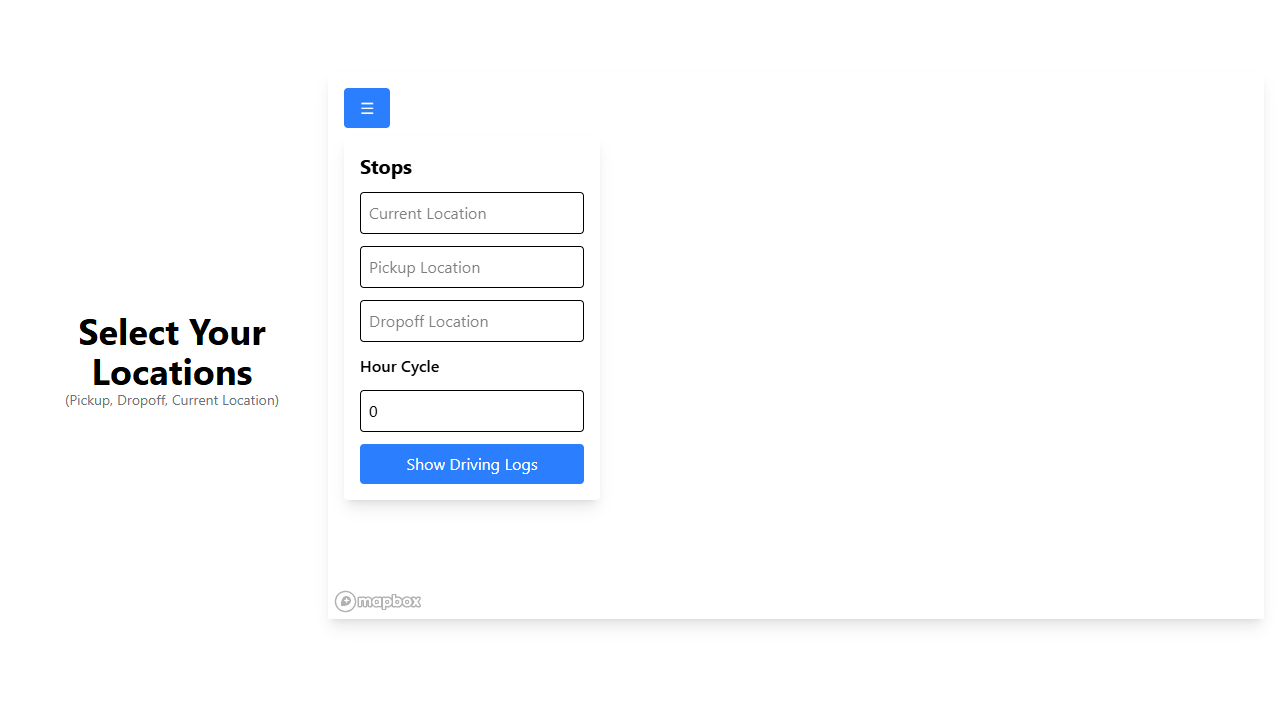 Select Your
Locations
(Pickup, Dropoff, Current Location)
☰
Stops
Current Location
Pickup Location
Dropoff Location
Hour Cycle
0
Show Driving Logs
mapbox